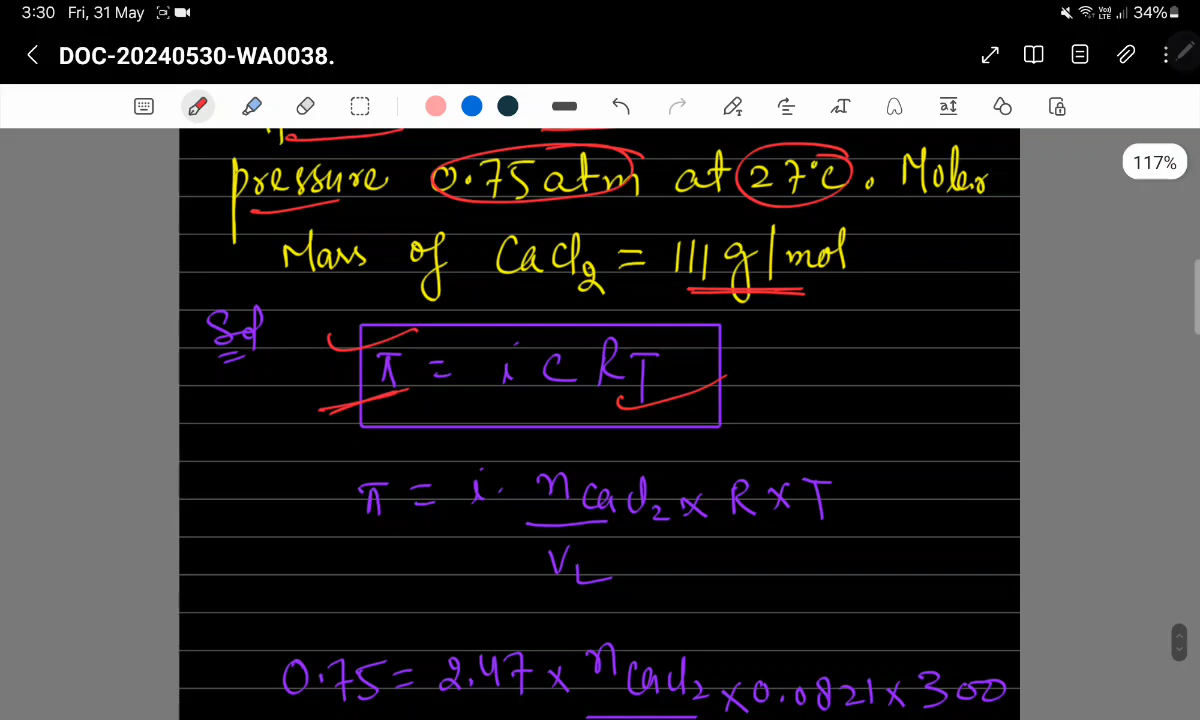 3:30 Fri, 31 May 34%
DOC-20240530-WA0038.
117%
pressure 0.75 atm at 27°C. Molar
Mass of CaCl2 = 111 g/mol
Sol
π = i C R T
π = i. nCaCl2 × R × T
VL
0.75 = 2.47 × nCaCl2 × 0.0821 × 300